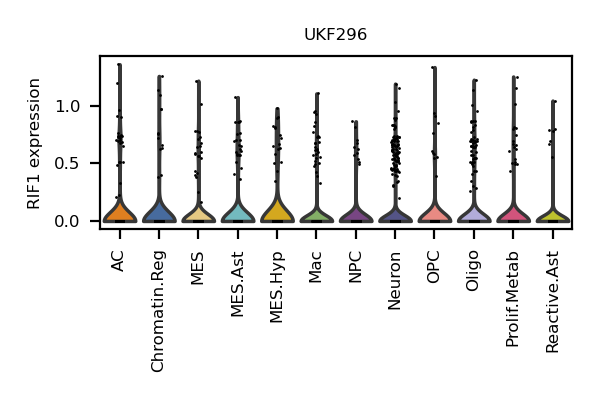 UKF296
RIF1 expression
1.0
0.5
0.0
AC
Chromatin.Reg
MES
MES.Ast
MES.Hyp
Mac
NPC
Neuron
OPC
Oligo
Prolif.Metab
Reactive.Ast